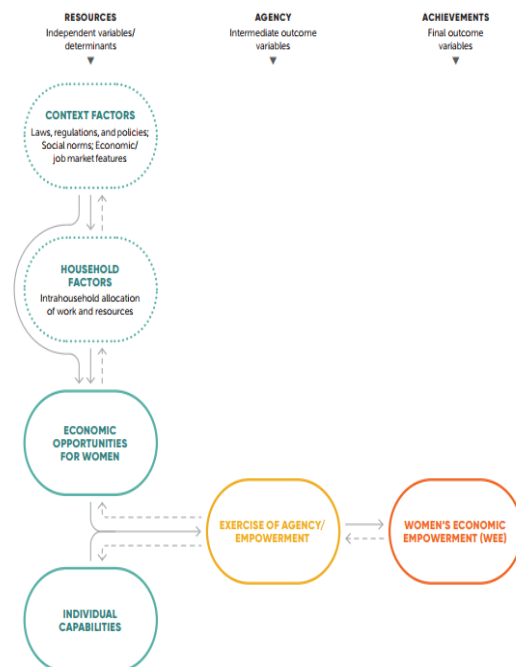 RESOURCES
Independent variables/
determinants
AGENCY
Intermediate outcome
variables
ACHIEVEMENTS
Final outcome
variables
CONTEXT FACTORS
Laws, regulations, and policies;
Social norms; Economic/
job market features
HOUSEHOLD
FACTORS
Intrahousehold allocation
of work and resources
ECONOMIC
OPPORTUNITIES
FOR WOMEN
EXERCISE OF AGENCY/
EMPOWERMENT
WOMEN'S ECONOMIC
EMPOWERMENT (WEE)
INDIVIDUAL
CAPABILITIES